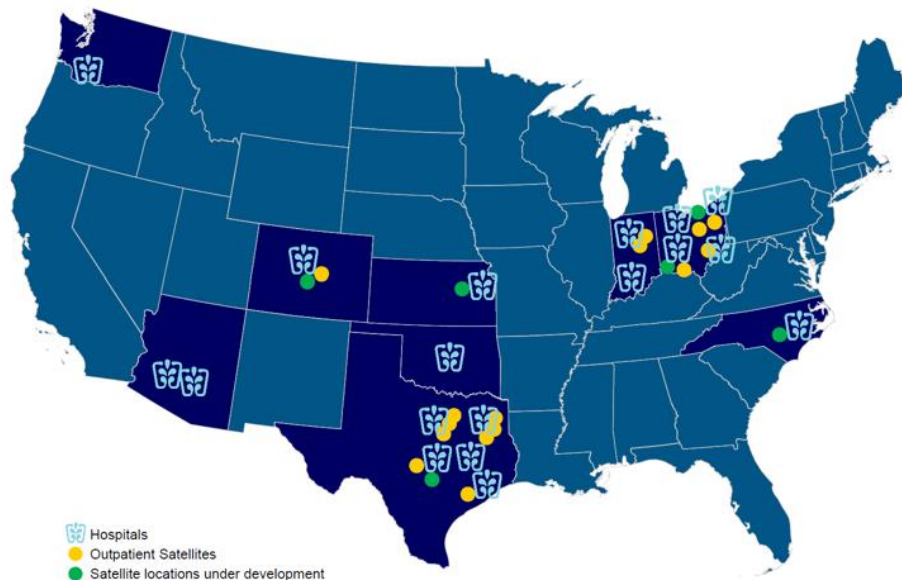 Hospitals
Outpatient Satellites
Satellite locations under development